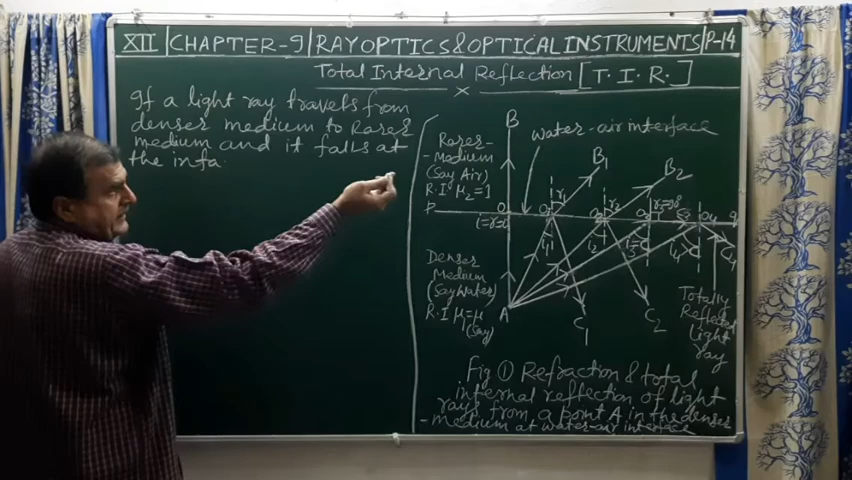 XII | CHAPTER-9 | RAY OPTICS & OPTICAL INSTRUMENTS | P-14
Total Internal Reflection [T.I.R.]
If a light ray travels from
denser medium to Rarer
medium and it falls at
the infa
Rarer-
-Medium
(Say Air)
R.I μ2=1
B
water-air interface
B1
B2
P
O
O1
r1
O2
r2
O3
r=90°
O4
q
i=r=0
i1
i2
i3=C
i4>C
C4
Denser
Medium
(Say Water)
R.I μ=μ
(Say)
A
C1
C2
Totally
Reflected
light
ray
Fig ① Refraction & total
internal reflection of light
rays from a point A in the denser
-medium at water-air interface